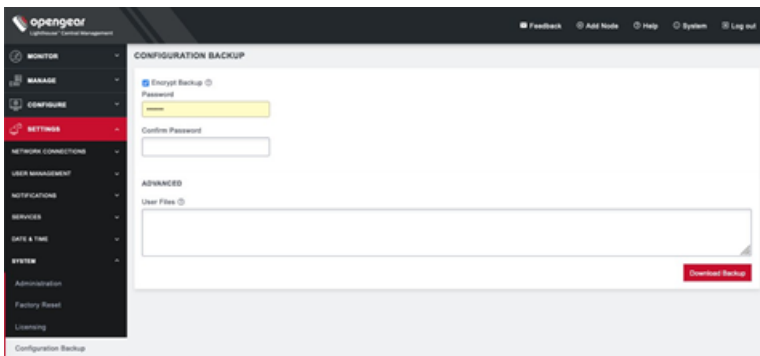 opengear
Lighthouse Central Management
Feedback
Add Node
Help
System
Log out
MONITOR
MANAGE
CONFIGURE
SETTINGS
NETWORK CONNECTIONS
USER MANAGEMENT
NOTIFICATIONS
SERVICES
DATE & TIME
SYSTEM
Administration
Factory Reset
Licensing
Configuration Backup
CONFIGURATION BACKUP
Encrypt Backup
Password
Confirm Password
ADVANCED
User Files
Download Backup